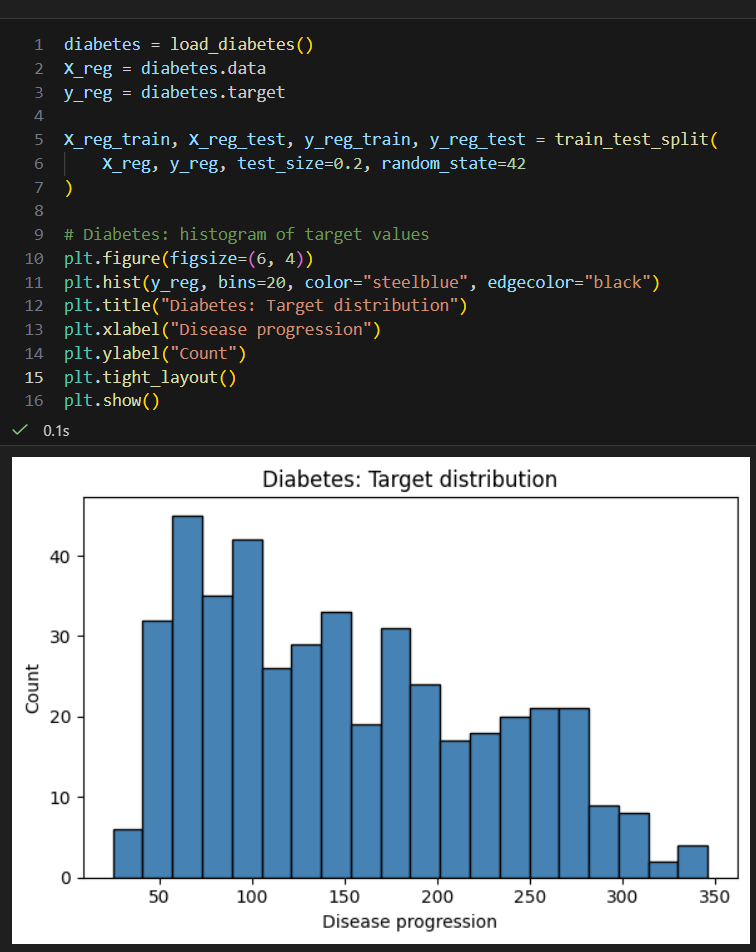 1 diabetes = load_diabetes()
2 X_reg = diabetes.data
3 y_reg = diabetes.target
4
5 X_reg_train, X_reg_test, y_reg_train, y_reg_test = train_test_split(
6     X_reg, y_reg, test_size=0.2, random_state=42
7 )
8
9 # Diabetes: histogram of target values
10 plt.figure(figsize=(6, 4))
11 plt.hist(y_reg, bins=20, color="steelblue", edgecolor="black")
12 plt.title("Diabetes: Target distribution")
13 plt.xlabel("Disease progression")
14 plt.ylabel("Count")
15 plt.tight_layout()
16 plt.show()
0.1s
Diabetes: Target distribution
Count
40
30
20
10
0
50 100 150 200 250 300 350
Disease progression